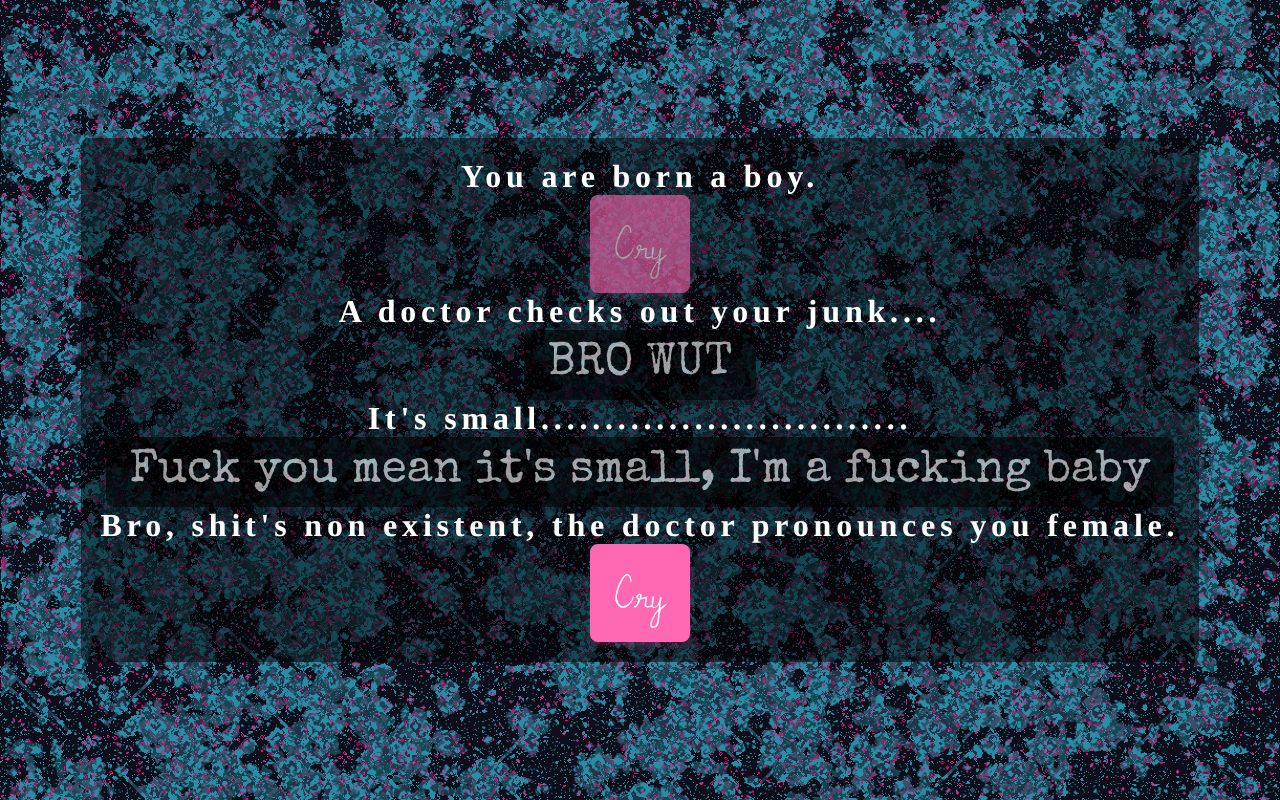 You are born a boy.
Cry
A doctor checks out your junk....
BRO WUT
It's small.............................
Fuck you mean it's small, I'm a fucking baby
Bro, shit's non existent, the doctor pronounces you female.
Cry